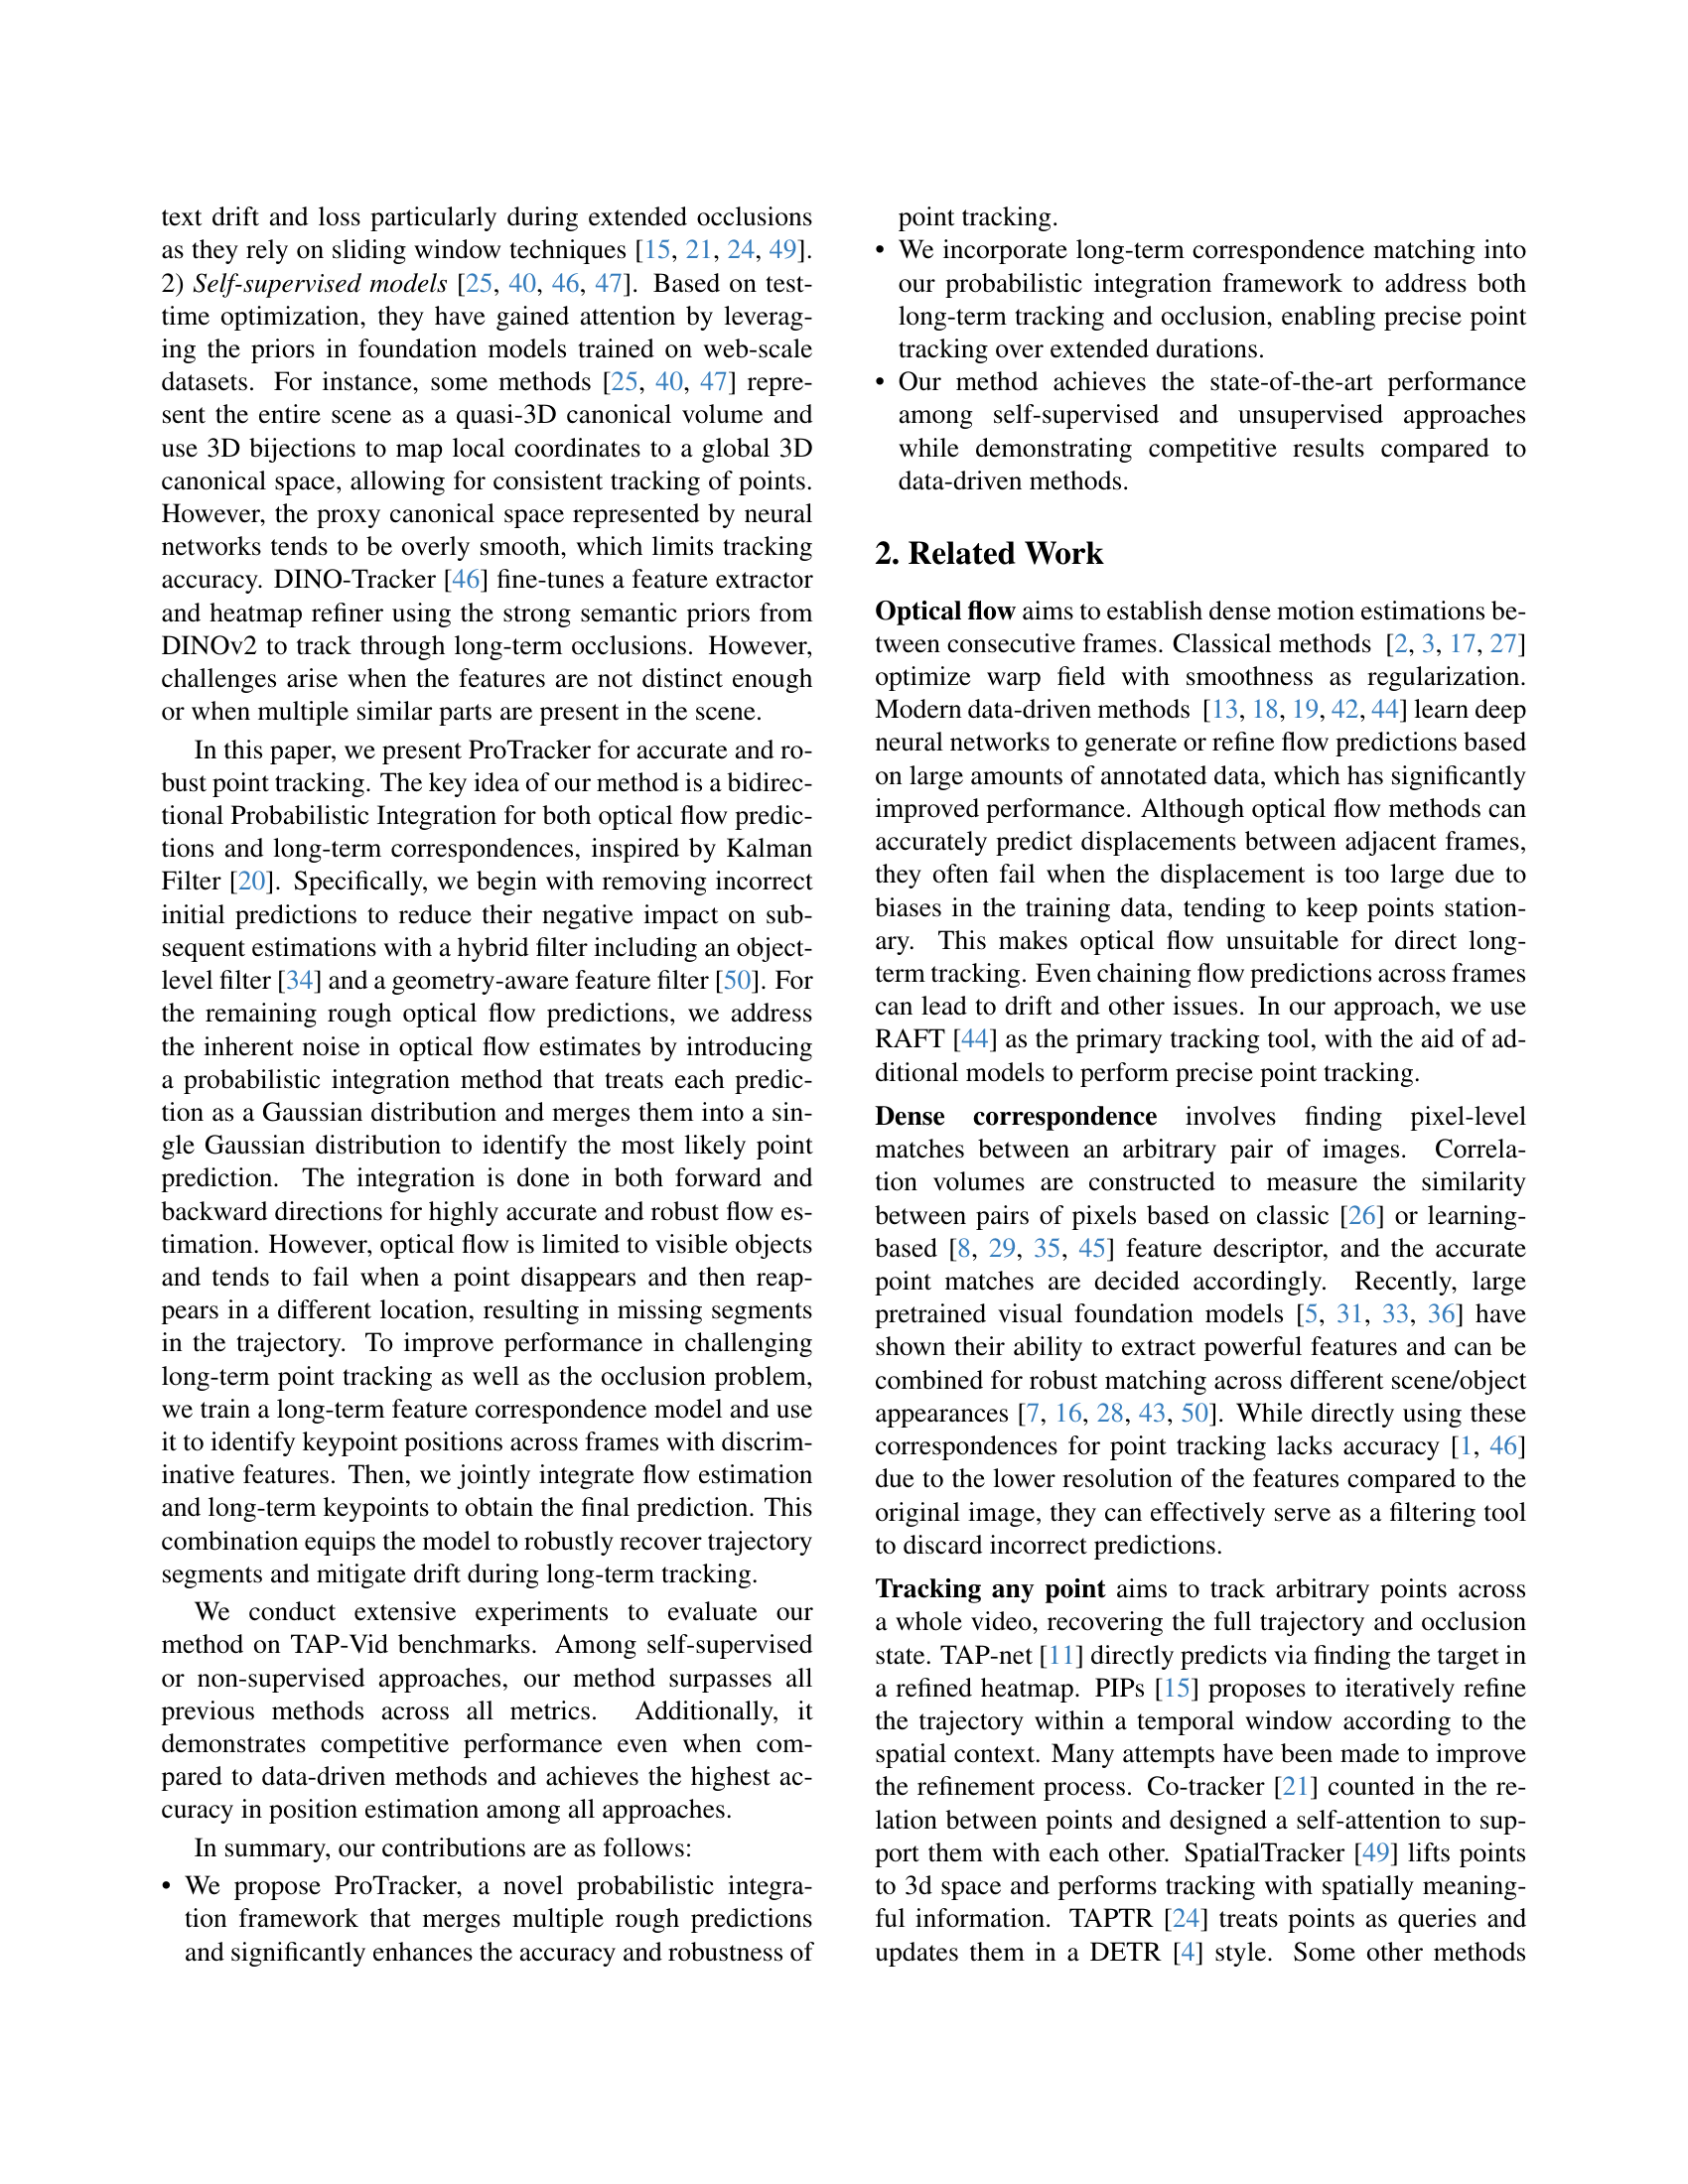 text drift and loss particularly during extended occlusions
as they rely on sliding window techniques [15, 21, 24, 49].
2) Self-supervised models [25, 40, 46, 47]. Based on test-
time optimization, they have gained attention by leverag-
ing the priors in foundation models trained on web-scale
datasets. For instance, some methods [25, 40, 47] repre-
sent the entire scene as a quasi-3D canonical volume and
use 3D bijections to map local coordinates to a global 3D
canonical space, allowing for consistent tracking of points.
However, the proxy canonical space represented by neural
networks tends to be overly smooth, which limits tracking
accuracy. DINO-Tracker [46] fine-tunes a feature extractor
and heatmap refiner using the strong semantic priors from
DINOv2 to track through long-term occlusions. However,
challenges arise when the features are not distinct enough
or when multiple similar parts are present in the scene.
In this paper, we present ProTracker for accurate and ro-
bust point tracking. The key idea of our method is a bidirec-
tional Probabilistic Integration for both optical flow predic-
tions and long-term correspondences, inspired by Kalman
Filter [20]. Specifically, we begin with removing incorrect
initial predictions to reduce their negative impact on sub-
sequent estimations with a hybrid filter including an object-
level filter [34] and a geometry-aware feature filter [50]. For
the remaining rough optical flow predictions, we address
the inherent noise in optical flow estimates by introducing
a probabilistic integration method that treats each predic-
tion as a Gaussian distribution and merges them into a sin-
gle Gaussian distribution to identify the most likely point
prediction. The integration is done in both forward and
backward directions for highly accurate and robust flow es-
timation. However, optical flow is limited to visible objects
and tends to fail when a point disappears and then reap-
pears in a different location, resulting in missing segments
in the trajectory. To improve performance in challenging
long-term point tracking as well as the occlusion problem,
we train a long-term feature correspondence model and use
it to identify keypoint positions across frames with discrim-
inative features. Then, we jointly integrate flow estimation
and long-term keypoints to obtain the final prediction. This
combination equips the model to robustly recover trajectory
segments and mitigate drift during long-term tracking.
We conduct extensive experiments to evaluate our
method on TAP-Vid benchmarks. Among self-supervised
or non-supervised approaches, our method surpasses all
previous methods across all metrics. Additionally, it
demonstrates competitive performance even when com-
pared to data-driven methods and achieves the highest ac-
curacy in position estimation among all approaches.
In summary, our contributions are as follows:
• We propose ProTracker, a novel probabilistic integra-
tion framework that merges multiple rough predictions
and significantly enhances the accuracy and robustness of
point tracking.
• We incorporate long-term correspondence matching into
our probabilistic integration framework to address both
long-term tracking and occlusion, enabling precise point
tracking over extended durations.
• Our method achieves the state-of-the-art performance
among self-supervised and unsupervised approaches
while demonstrating competitive results compared to
data-driven methods.
2. Related Work
Optical flow aims to establish dense motion estimations be-
tween consecutive frames. Classical methods [2, 3, 17, 27]
optimize warp field with smoothness as regularization.
Modern data-driven methods [13, 18, 19, 42, 44] learn deep
neural networks to generate or refine flow predictions based
on large amounts of annotated data, which has significantly
improved performance. Although optical flow methods can
accurately predict displacements between adjacent frames,
they often fail when the displacement is too large due to
biases in the training data, tending to keep points station-
ary. This makes optical flow unsuitable for direct long-
term tracking. Even chaining flow predictions across frames
can lead to drift and other issues. In our approach, we use
RAFT [44] as the primary tracking tool, with the aid of ad-
ditional models to perform precise point tracking.
Dense correspondence involves finding pixel-level
matches between an arbitrary pair of images. Correla-
tion volumes are constructed to measure the similarity
between pairs of pixels based on classic [26] or learning-
based [8, 29, 35, 45] feature descriptor, and the accurate
point matches are decided accordingly. Recently, large
pretrained visual foundation models [5, 31, 33, 36] have
shown their ability to extract powerful features and can be
combined for robust matching across different scene/object
appearances [7, 16, 28, 43, 50]. While directly using these
correspondences for point tracking lacks accuracy [1, 46]
due to the lower resolution of the features compared to the
original image, they can effectively serve as a filtering tool
to discard incorrect predictions.
Tracking any point aims to track arbitrary points across
a whole video, recovering the full trajectory and occlusion
state. TAP-net [11] directly predicts via finding the target in
a refined heatmap. PIPs [15] proposes to iteratively refine
the trajectory within a temporal window according to the
spatial context. Many attempts have been made to improve
the refinement process. Co-tracker [21] counted in the re-
lation between points and designed a self-attention to sup-
port them with each other. SpatialTracker [49] lifts points
to 3d space and performs tracking with spatially meaning-
ful information. TAPTR [24] treats points as queries and
updates them in a DETR [4] style. Some other methods